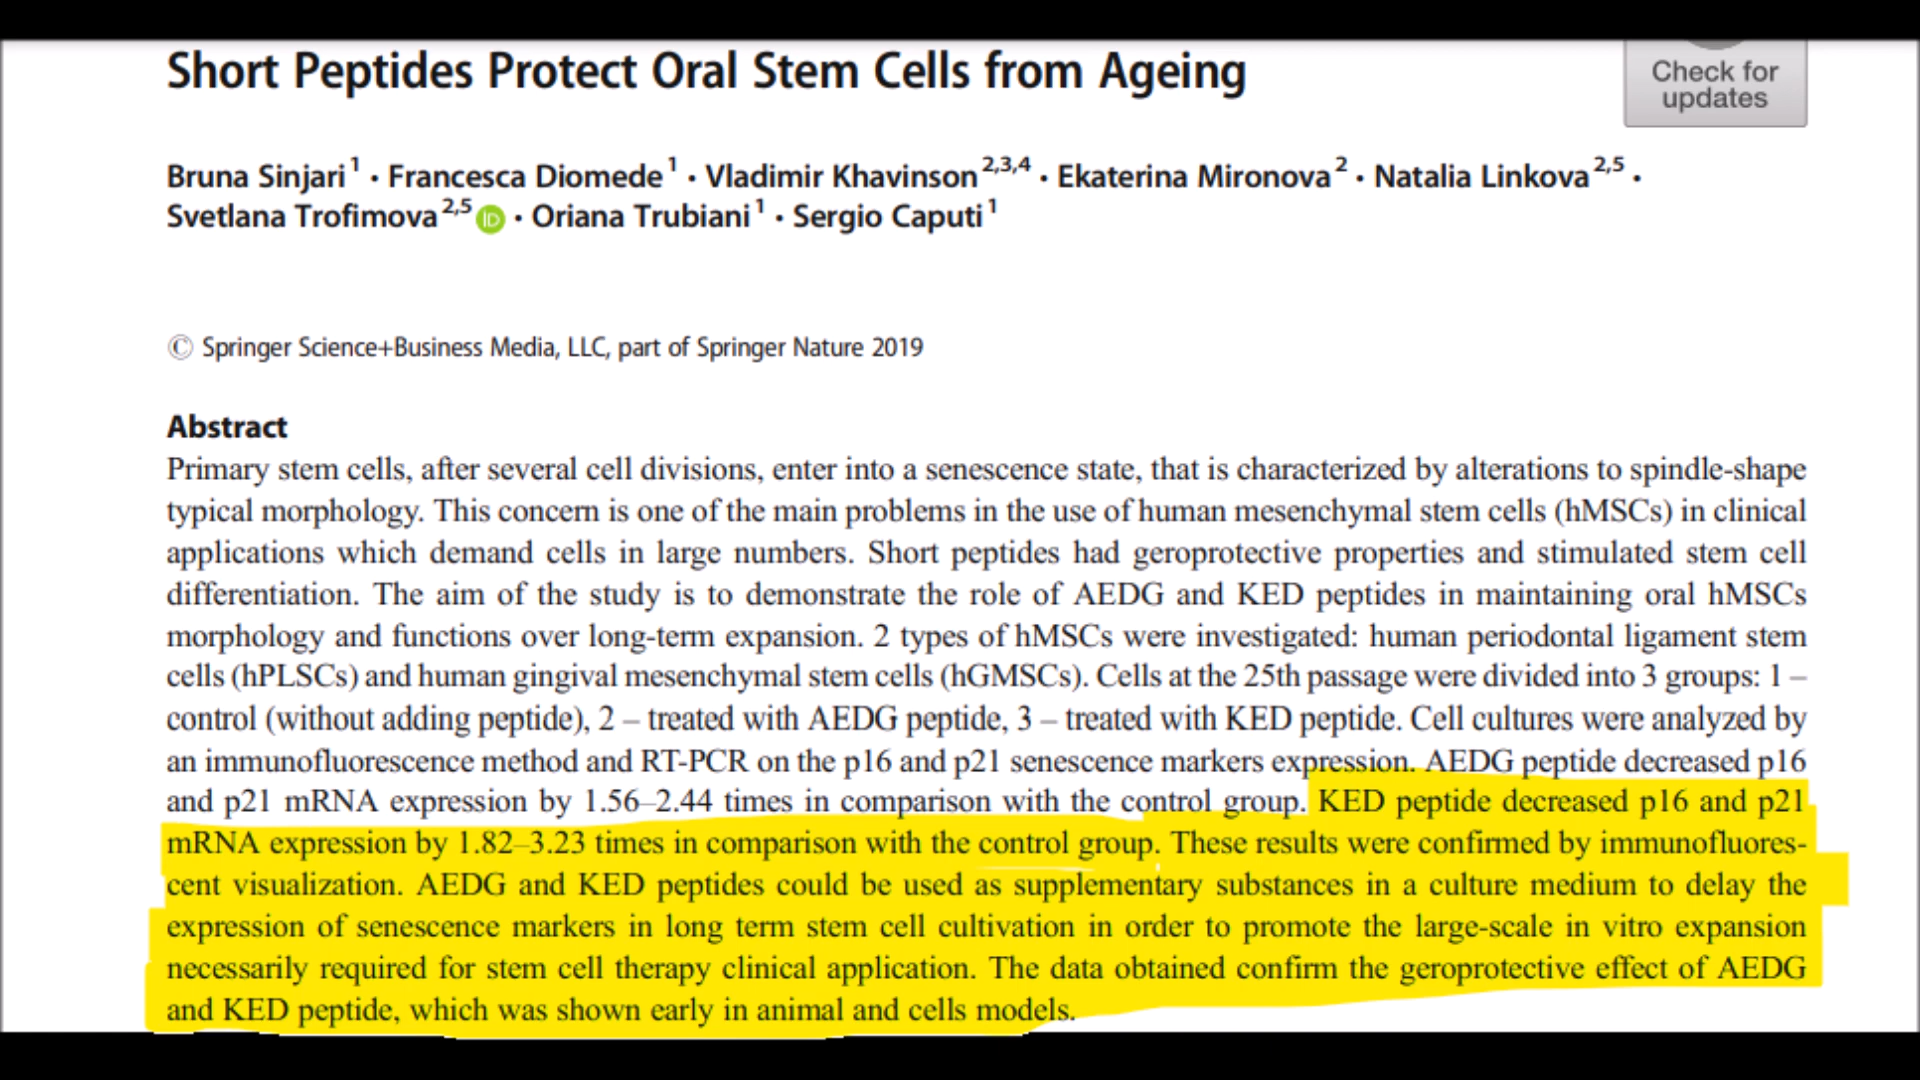 Short Peptides Protect Oral Stem Cells from Ageing
Check for
updates
Bruna Sinjari1 · Francesca Diomede1 · Vladimir Khavinson2,3,4 · Ekaterina Mironova2 · Natalia Linkova2,5 ·
Svetlana Trofimova2,5 iD · Oriana Trubiani1 · Sergio Caputi1
© Springer Science+Business Media, LLC, part of Springer Nature 2019
Abstract
Primary stem cells, after several cell divisions, enter into a senescence state, that is characterized by alterations to spindle-shape
typical morphology. This concern is one of the main problems in the use of human mesenchymal stem cells (hMSCs) in clinical
applications which demand cells in large numbers. Short peptides had geroprotective properties and stimulated stem cell
differentiation. The aim of the study is to demonstrate the role of AEDG and KED peptides in maintaining oral hMSCs
morphology and functions over long-term expansion. 2 types of hMSCs were investigated: human periodontal ligament stem
cells (hPLSCs) and human gingival mesenchymal stem cells (hGMSCs). Cells at the 25th passage were divided into 3 groups: 1 –
control (without adding peptide), 2 – treated with AEDG peptide, 3 – treated with KED peptide. Cell cultures were analyzed by
an immunofluorescence method and RT-PCR on the p16 and p21 senescence markers expression. AEDG peptide decreased p16
and p21 mRNA expression by 1.56–2.44 times in comparison with the control group. KED peptide decreased p16 and p21
mRNA expression by 1.82–3.23 times in comparison with the control group. These results were confirmed by immunofluores-
cent visualization. AEDG and KED peptides could be used as supplementary substances in a culture medium to delay the
expression of senescence markers in long term stem cell cultivation in order to promote the large-scale in vitro expansion
necessarily required for stem cell therapy clinical application. The data obtained confirm the geroprotective effect of AEDG
and KED peptide, which was shown early in animal and cells models.